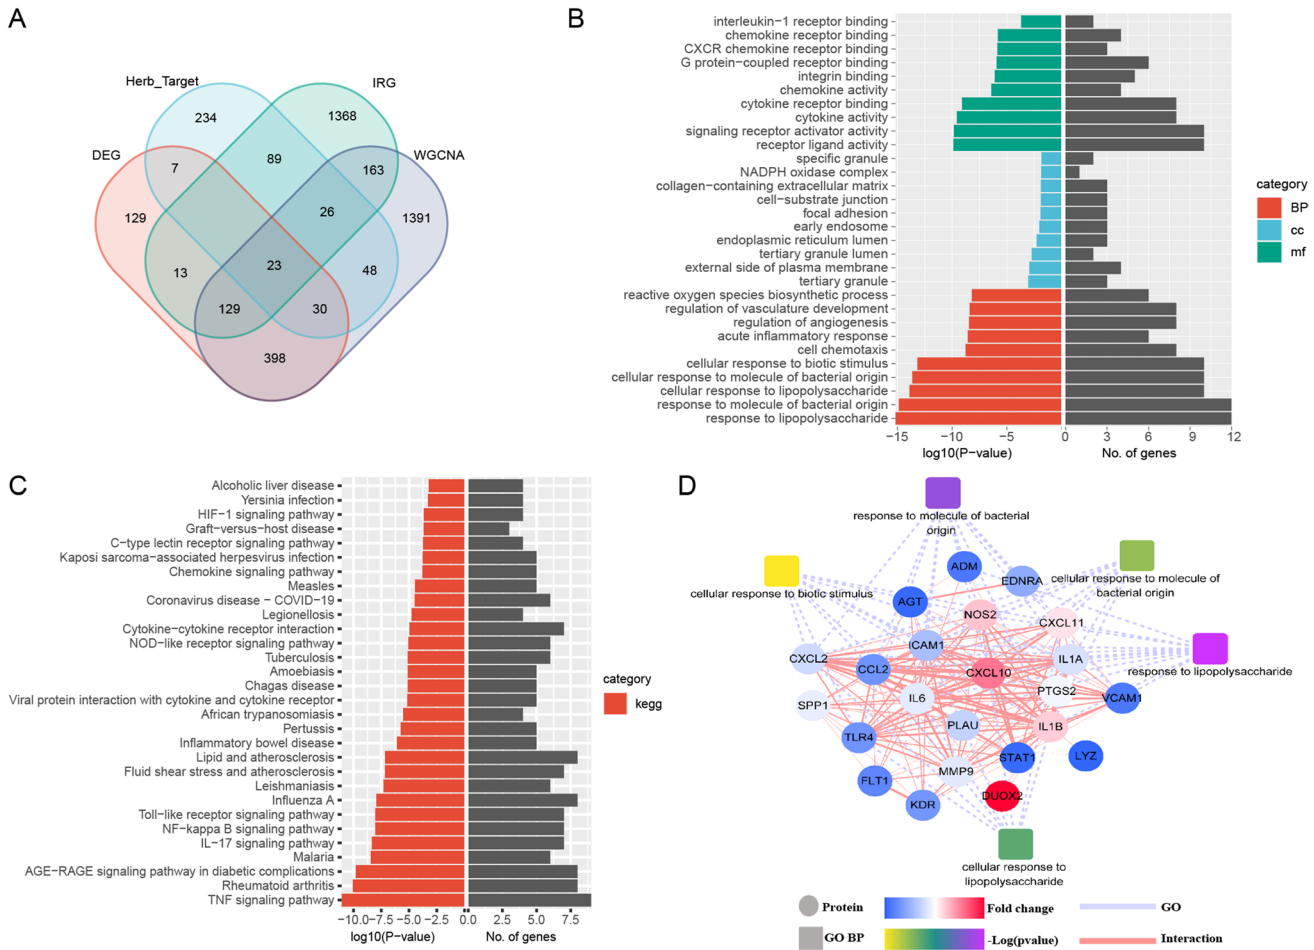 A
Herb_Target
IRG
DEG
WGCNA
234
1368
7
89
163
129
26
1391
13
23
48
129
30
398
B
interleukin−1 receptor binding
chemokine receptor binding
CXCR chemokine receptor binding
G protein−coupled receptor binding
integrin binding
chemokine activity
cytokine receptor binding
cytokine activity
signaling receptor activator activity
receptor ligand activity
specific granule
NADPH oxidase complex
collagen−containing extracellular matrix
cell−substrate junction
focal adhesion
early endosome
endoplasmic reticulum lumen
tertiary granule lumen
external side of plasma membrane
tertiary granule
reactive oxygen species biosynthetic process
regulation of vasculature development
regulation of angiogenesis
acute inflammatory response
cell chemotaxis
cellular response to biotic stimulus
cellular response to molecule of bacterial origin
cellular response to lipopolysaccharide
response to molecule of bacterial origin
response to lipopolysaccharide
−15 −10 −5 0 3 6 9 12
log10(P−value) No. of genes
category
BP
cc
mf
C
Alcoholic liver disease
Yersinia infection
HIF−1 signaling pathway
Graft−versus−host disease
C−type lectin receptor signaling pathway
Kaposi sarcoma−associated herpesvirus infection
Chemokine signaling pathway
Measles
Coronavirus disease − COVID−19
Legionellosis
Cytokine−cytokine receptor interaction
NOD−like receptor signaling pathway
Tuberculosis
Amoebiasis
Chagas disease
Viral protein interaction with cytokine and cytokine receptor
African trypanosomiasis
Pertussis
Inflammatory bowel disease
Lipid and atherosclerosis
Fluid shear stress and atherosclerosis
Leishmaniasis
Influenza A
Toll−like receptor signaling pathway
NF−kappa B signaling pathway
IL−17 signaling pathway
Malaria
AGE−RAGE signaling pathway in diabetic complications
Rheumatoid arthritis
TNF signaling pathway
−10.0 −7.5 −5.0 −2.5 0.0 0.0 2.5 5.0 7.5
log10(P−value) No. of genes
category
kegg
D
response to molecule of bacterial
origin
cellular response to biotic stimulus
cellular response to molecule of
bacterial origin
response to lipopolysaccharide
ADM
EDNRA
AGT
NOS2
CXCL11
ICAM1
CXCL2
CCL2
CXCL10
IL1A
PTGS2
VCAM1
IL6
SPP1
PLAU
IL1B
TLR4
STAT1
LYZ
MMP9
FLT1
KDR
DUOX2
cellular response to
lipopolysaccharide
Protein
Fold change
GO
GO BP
-Log(pvalue)
Interaction